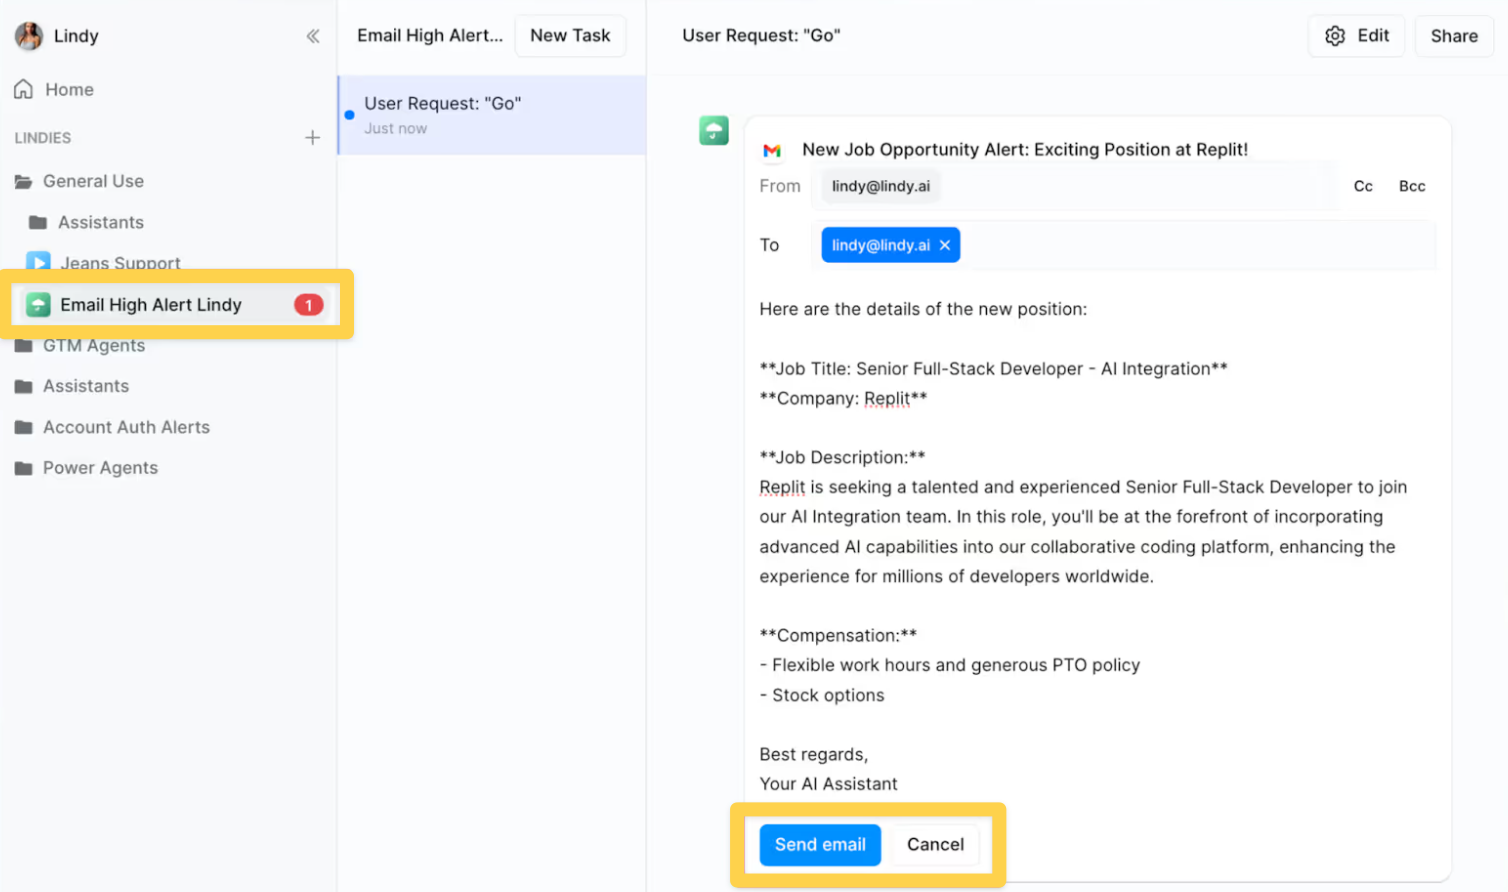 Lindy
Home
LINDIES
General Use
Assistants
Jeans Support
Email High Alert Lindy 1
GTM Agents
Assistants
Account Auth Alerts
Power Agents
Email High Alert... New Task
User Request: "Go"
Just now
User Request: "Go" Edit Share
New Job Opportunity Alert: Exciting Position at Replit!
From lindy@lindy.ai Cc Bcc
To lindy@lindy.ai
Here are the details of the new position:
**Job Title: Senior Full-Stack Developer - AI Integration**
**Company: Replit**
**Job Description:**
Replit is seeking a talented and experienced Senior Full-Stack Developer to join
our AI Integration team. In this role, you'll be at the forefront of incorporating
advanced AI capabilities into our collaborative coding platform, enhancing the
experience for millions of developers worldwide.
**Compensation:**
- Flexible work hours and generous PTO policy
- Stock options
Best regards,
Your AI Assistant
Send email Cancel